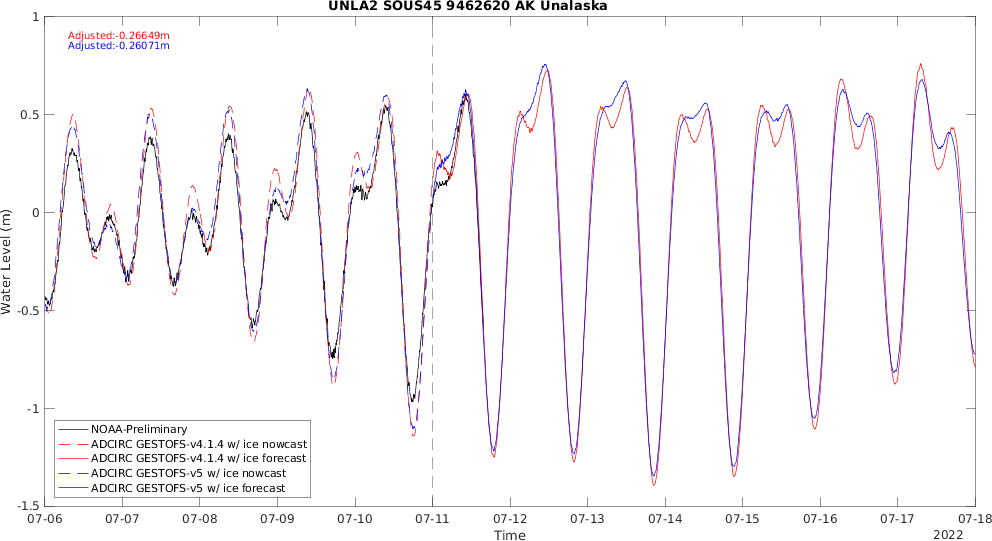 UNLA2 SOUS45 9462620 AK Unalaska
Adjusted:-0.26649m
Adjusted:-0.26071m
1
0.5
0
-0.5
-1
-1.5
Water Level (m)
NOAA-Preliminary
ADCIRC GESTOFS-v4.1.4 w/ ice nowcast
ADCIRC GESTOFS-v4.1.4 w/ ice forecast
ADCIRC GESTOFS-v5 w/ ice nowcast
ADCIRC GESTOFS-v5 w/ ice forecast
07-06 07-07 07-08 07-09 07-10 07-11 07-12 07-13 07-14 07-15 07-16 07-17 07-18
Time
2022